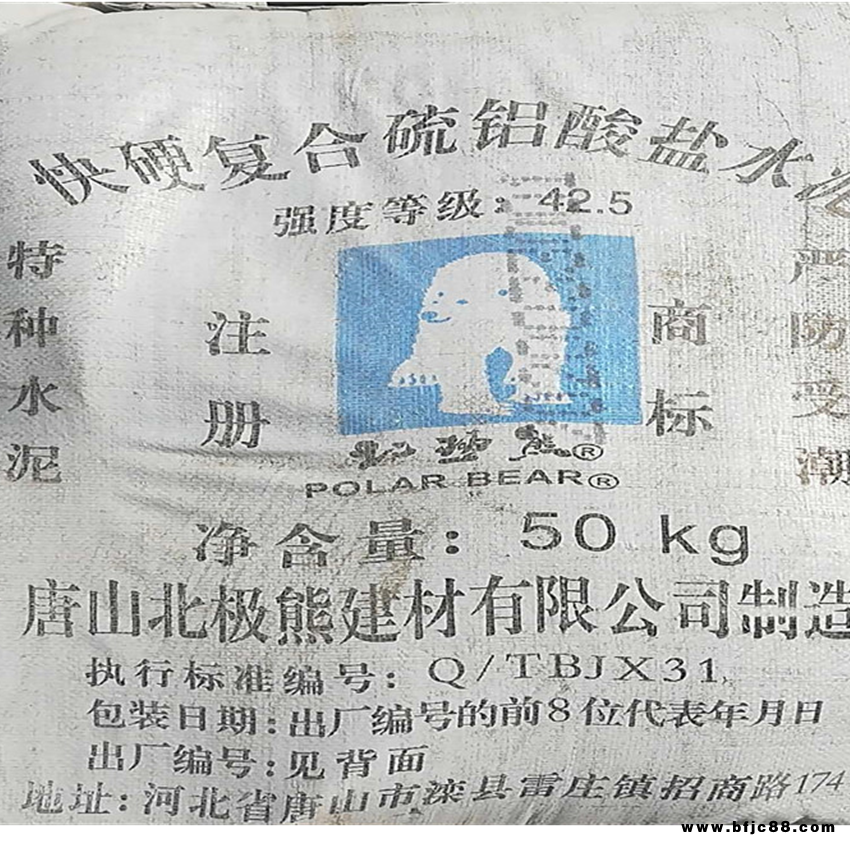 快硬复合硫铝酸盐水泥
强度等级：42.5
特种水泥
注册
商标
严防受潮
北极熊®
POLAR BEAR®
净含量：50 kg
唐山北极熊建材有限公司制造
执行标准编号：Q/TBJX31
包装日期：出厂编号的前8位代表年月日
出厂编号：见背面
地址：河北省唐山市滦县雷庄镇招商路174
www.bfjc88.com